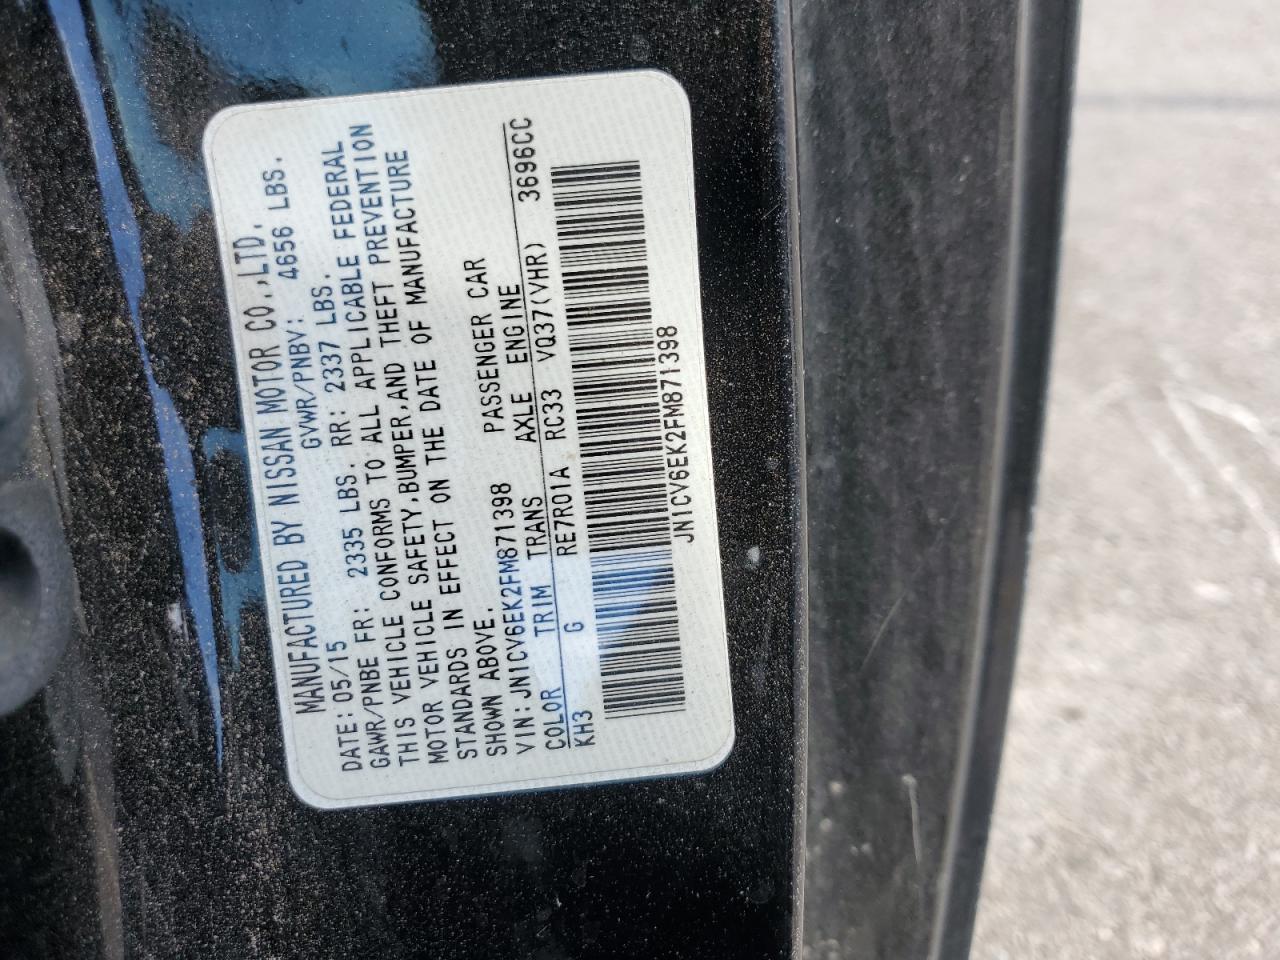 MANUFACTURED BY NISSAN MOTOR CO.,LTD.
DATE: 05/15 GVWR/PNBV: 4656 LBS.
GAWR/PNBE FR: 2335 LBS. RR: 2337 LBS.
THIS VEHICLE CONFORMS TO ALL APPLICABLE FEDERAL
MOTOR VEHICLE SAFETY,BUMPER,AND THEFT PREVENTION
STANDARDS IN EFFECT ON THE DATE OF MANUFACTURE
SHOWN ABOVE.
VIN:JN1CV6EK2FM871398 PASSENGER CAR
COLOR TRIM TRANS AXLE ENGINE
KH3 G RE7R01A RC33 VQ37(VHR) 3696CC
JN1CV6EK2FM871398